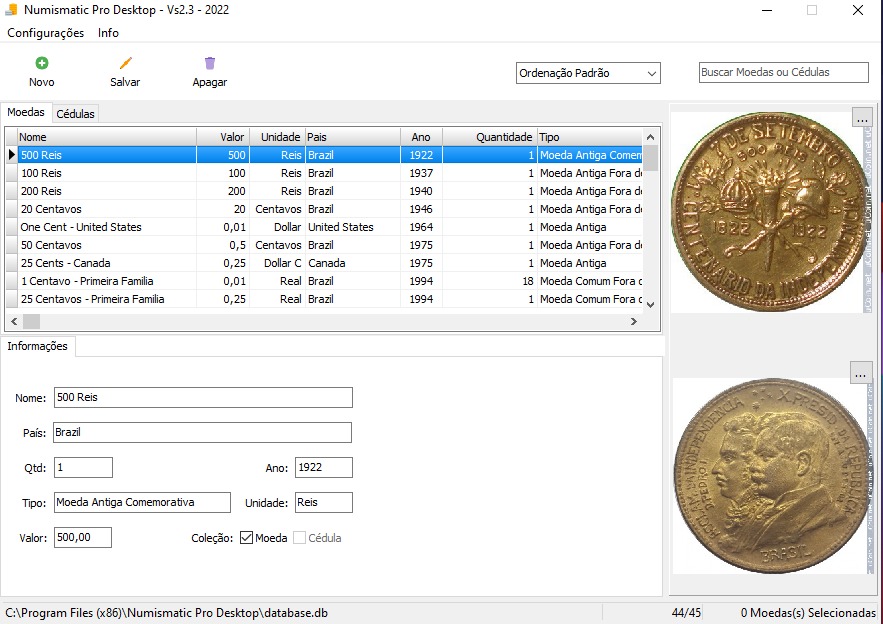 Numismatic Pro Desktop - Vs2.3 - 2022
Configurações Info
Novo Salvar Apagar
Ordenação Padrão
Buscar Moedas ou Cédulas
Moedas Cédulas
Nome Valor Unidade Pais Ano Quantidade Tipo
500 Reis 500 Reis Brazil 1922 1 Moeda Antiga Comem
100 Reis 100 Reis Brazil 1937 1 Moeda Antiga Fora de
200 Reis 200 Reis Brazil 1940 1 Moeda Antiga Fora de
20 Centavos 20 Centavos Brazil 1946 1 Moeda Antiga Fora de
One Cent - United States 0,01 Dollar United States 1964 1 Moeda Antiga
50 Centavos 0,5 Centavos Brazil 1975 1 Moeda Antiga Fora de
25 Cents - Canada 0,25 Dollar C Canada 1975 1 Moeda Antiga
1 Centavo - Primeira Familia 0,01 Real Brazil 1994 18 Moeda Comum Fora c
25 Centavos - Primeira Familia 0,25 Real Brazil 1994 1 Moeda Comum Fora c
Informações
Nome: 500 Reis
País: Brazil
Qtd: 1 Ano: 1922
Tipo: Moeda Antiga Comemorativa Unidade: Reis
Valor: 500,00 Coleção: Moeda Cédula
...
7 DE SETEMBRO
500 REIS
1822 1922
1º CENTENARIO DA INDEPENDENCIA
...
DA INDEPENDENCIA
D.PEDRO I
X PRESID DA REPUBLICA
BRASIL
C:\Program Files (x86)\Numismatic Pro Desktop\database.db 44/45 0 Moedas(s) Selecionadas